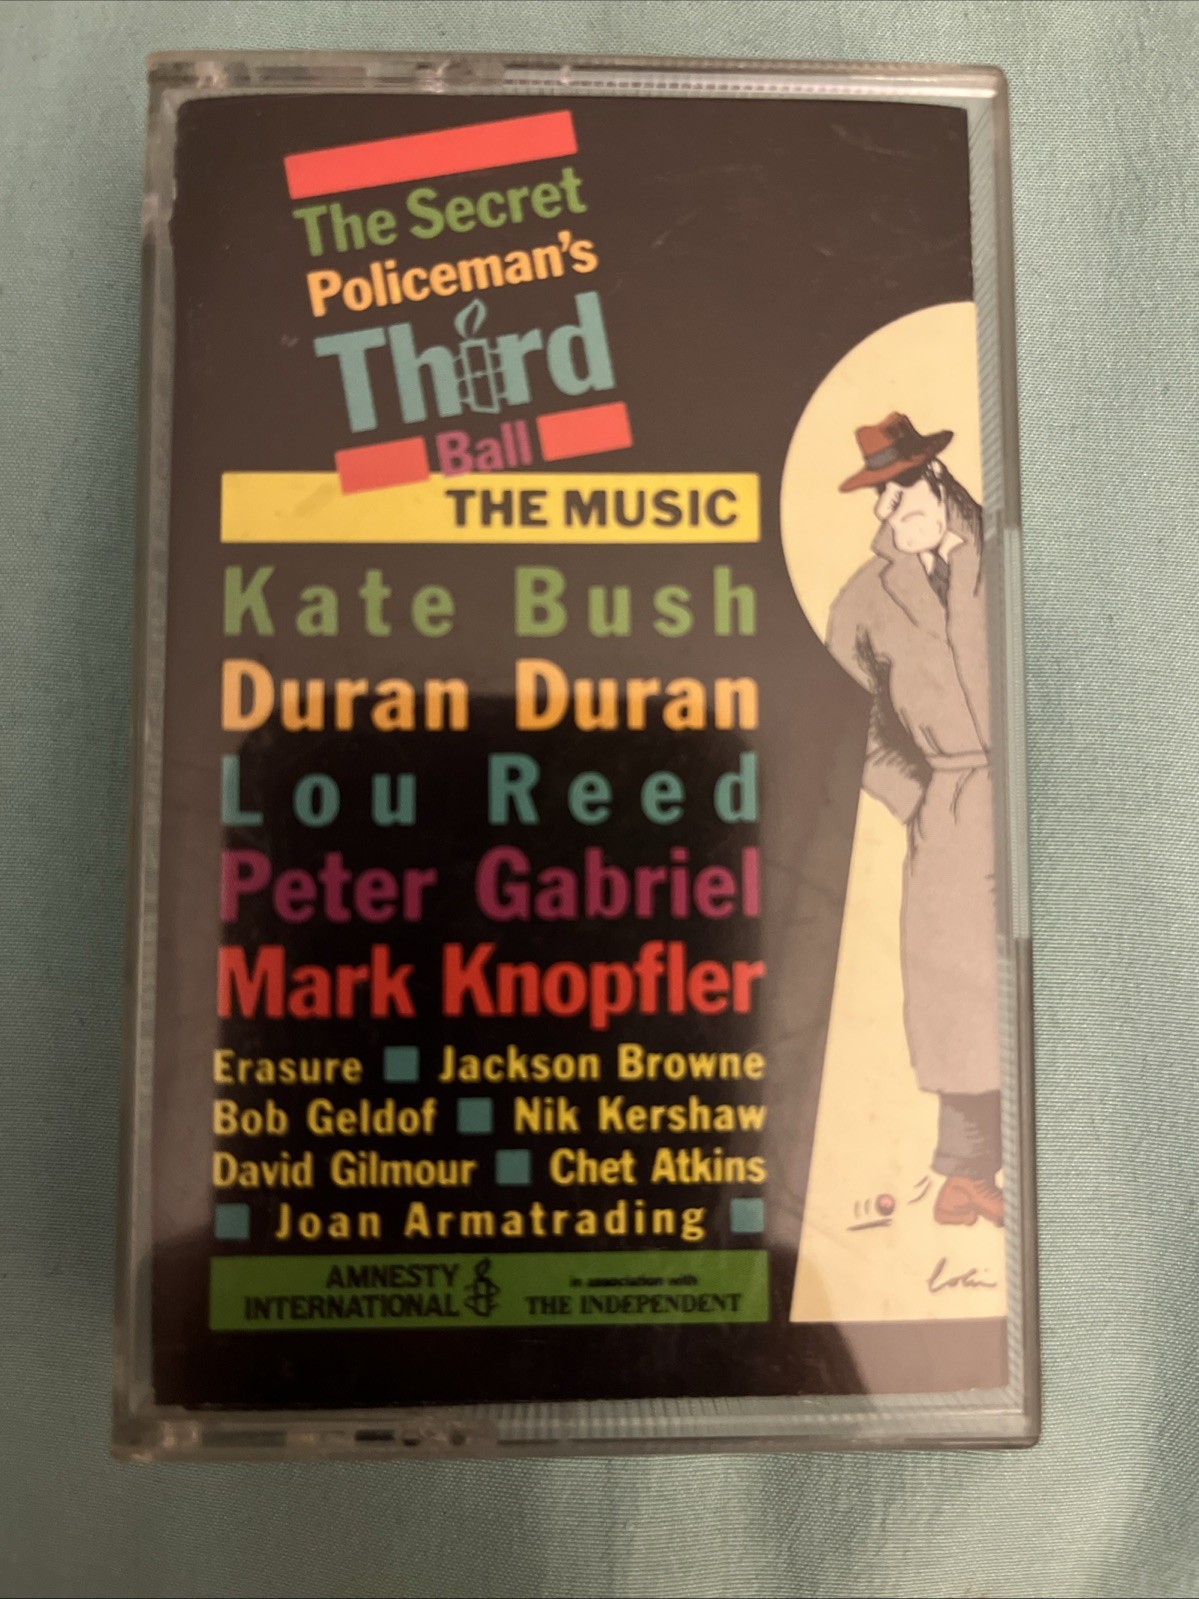 The Secret
Policeman's
Third
Ball
THE MUSIC
Kate Bush
Duran Duran
Lou Reed
Peter Gabriel
Mark Knopfler
Erasure ■ Jackson Browne
Bob Geldof ■ Nik Kershaw
David Gilmour ■ Chet Atkins
■ Joan Armatrading ■
AMNESTY
INTERNATIONAL
in association with
THE INDEPENDENT